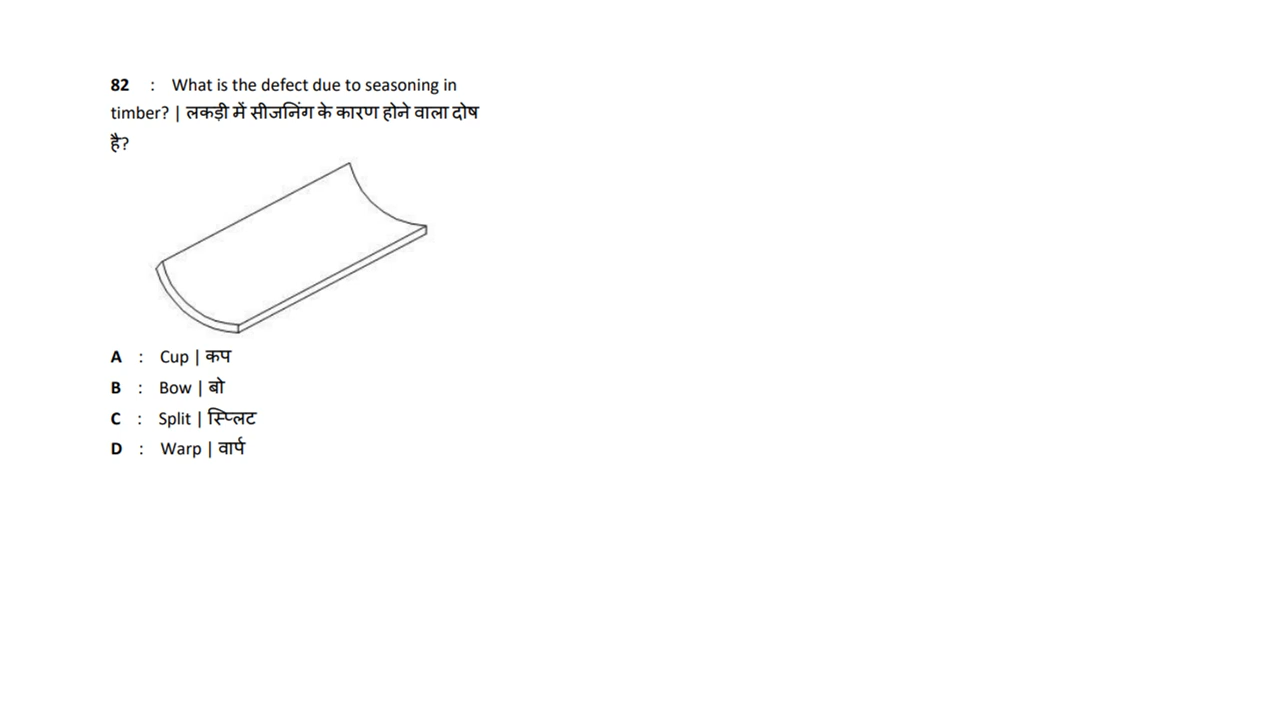 82 : What is the defect due to seasoning in
timber? | लकड़ी में सीजनिंग के कारण होने वाला दोष
है?
A : Cup | कप
B : Bow | बो
C : Split | स्प्लिट
D : Warp | वार्प